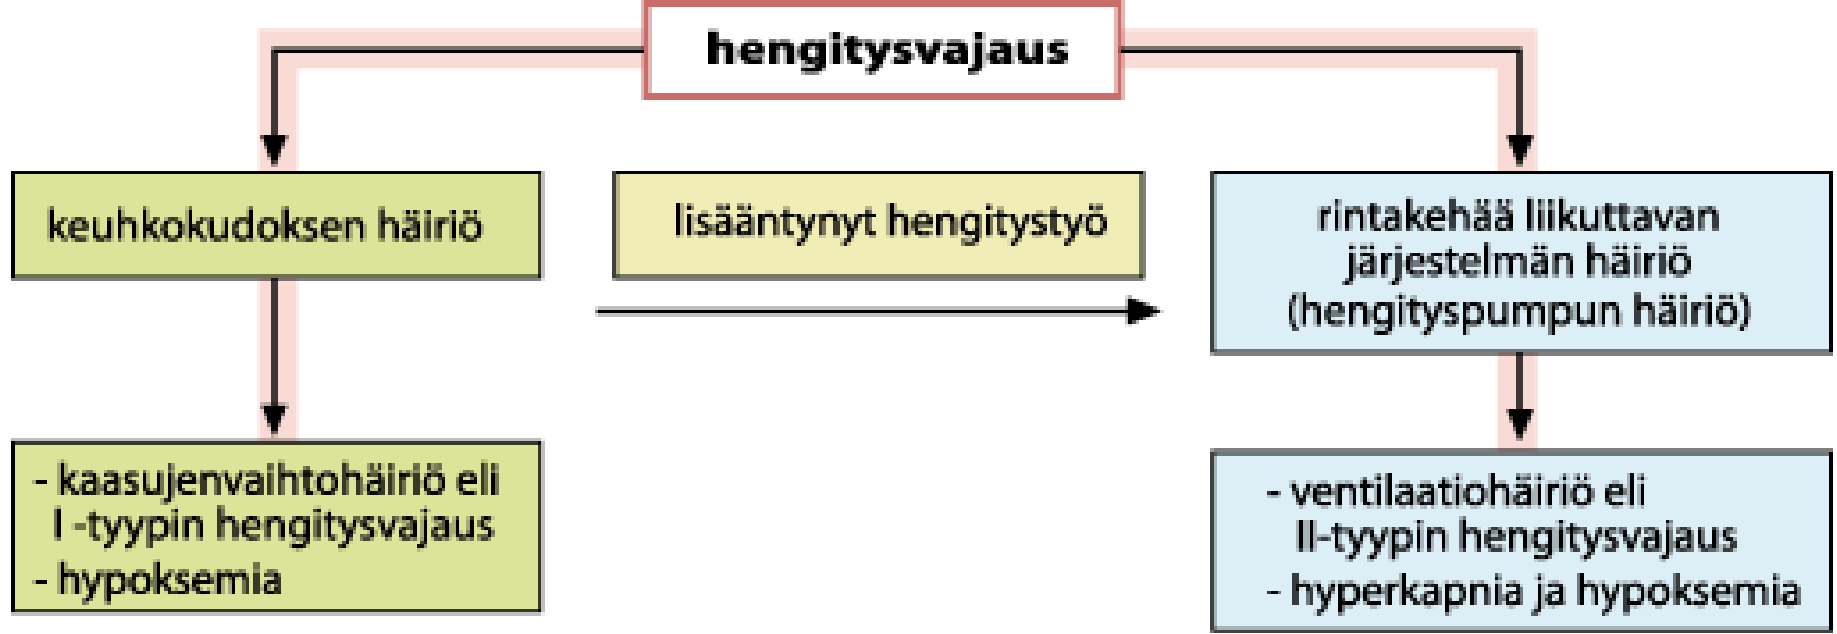 hengitysvajaus
keuhkokudoksen häiriö
lisääntynyt hengitystyö
rintakehää liikuttavan
järjestelmän häiriö
(hengityspumpun häiriö)
- kaasujenvaihtohäiriö eli
I -tyypin hengitysvajaus
- hypoksemia
- ventilaatiohäiriö eli
II-tyypin hengitysvajaus
- hyperkapnia ja hypoksemia